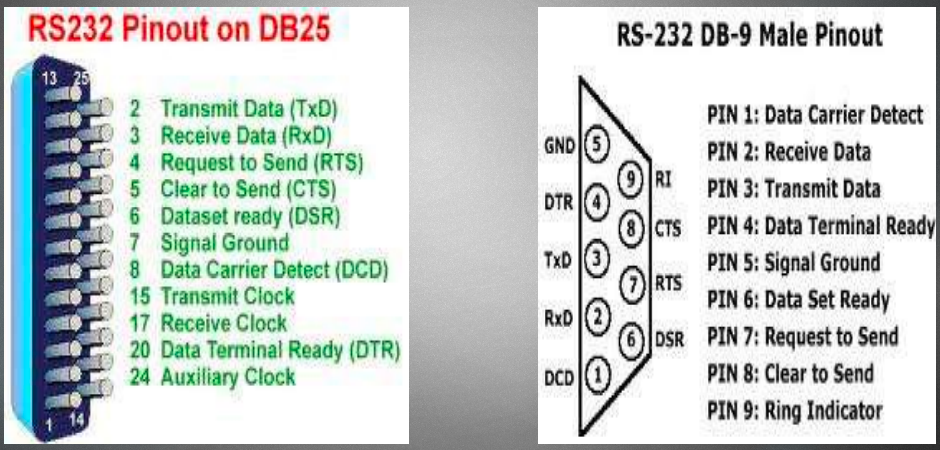 RS232 Pinout on DB25
13 25
2 Transmit Data (TxD)
3 Receive Data (RxD)
4 Request to Send (RTS)
5 Clear to Send (CTS)
6 Dataset ready (DSR)
7 Signal Ground
8 Data Carrier Detect (DCD)
15 Transmit Clock
17 Receive Clock
20 Data Terminal Ready (DTR)
24 Auxiliary Clock
1 14
RS-232 DB-9 Male Pinout
GND 5
9 RI
DTR 4
8 CTS
TxD 3
7 RTS
RxD 2
6 DSR
DCD 1
PIN 1: Data Carrier Detect
PIN 2: Receive Data
PIN 3: Transmit Data
PIN 4: Data Terminal Ready
PIN 5: Signal Ground
PIN 6: Data Set Ready
PIN 7: Request to Send
PIN 8: Clear to Send
PIN 9: Ring Indicator